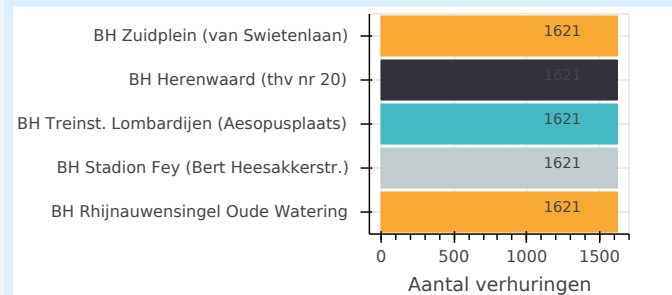 BH Zuidplein (van Swietenlaan) 1621
BH Herenwaard (thv nr 20) 1621
BH Treinst. Lombardijen (Aesopusplaats) 1621
BH Stadion Fey (Bert Heesakkerstr.) 1621
BH Rhijnauwensingel Oude Watering 1621
0 500 1000 1500
Aantal verhuringen